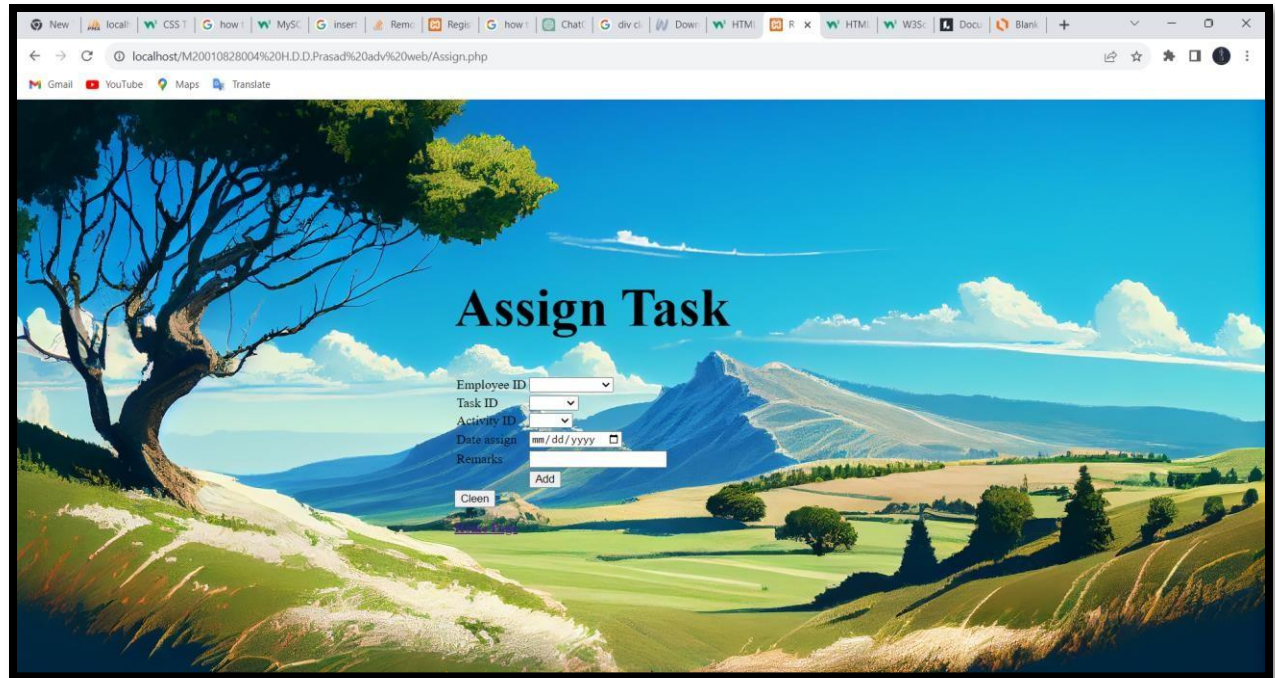 New locall CSS T how t MySC insert Remo Regis how t ChatC div cl Dowr HTML R HTML W3Sc Docu Blank
localhost/M20010828004%20H.D.D.Prasad%20adv%20web/Assign.php
Gmail YouTube Maps Translate
Assign Task
Employee ID
Task ID
Activity ID
Date assign mm/dd/yyyy
Remarks
Add
Cleen